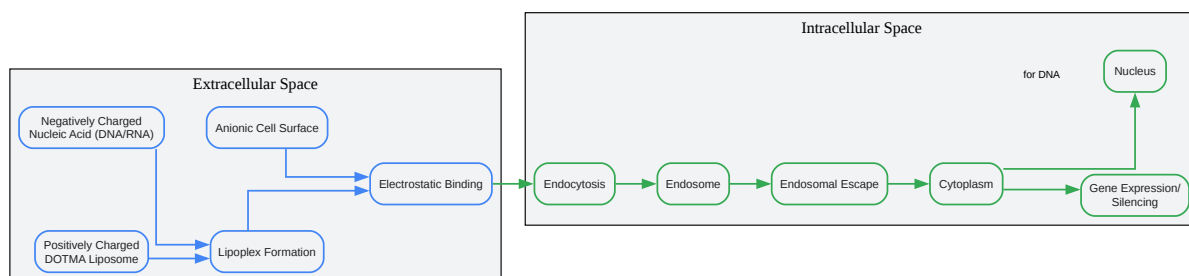 Extracellular Space
Negatively Charged
Nucleic Acid (DNA/RNA)
Anionic Cell Surface
Electrostatic Binding
Positively Charged
DOTMA Liposome
Lipoplex Formation
Intracellular Space
for DNA
Nucleus
Endocytosis
Endosome
Endosomal Escape
Cytoplasm
Gene Expression/
Silencing